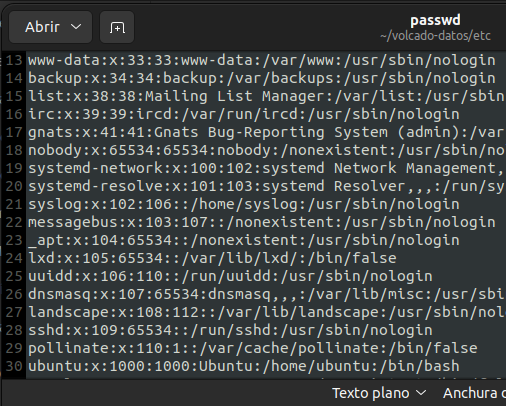 Abrir
passwd
~/volcado-datos/etc
13 www-data:x:33:33:www-data:/var/www:/usr/sbin/nologin
14 backup:x:34:34:backup:/var/backups:/usr/sbin/nologin
15 list:x:38:38:Mailing List Manager:/var/list:/usr/sbin
16 irc:x:39:39:ircd:/var/run/ircd:/usr/sbin/nologin
17 gnats:x:41:41:Gnats Bug-Reporting System (admin):/var
18 nobody:x:65534:65534:nobody:/nonexistent:/usr/sbin/no
19 systemd-network:x:100:102:systemd Network Management,
20 systemd-resolve:x:101:103:systemd Resolver,,,:/run/sy
21 syslog:x:102:106::/home/syslog:/usr/sbin/nologin
22 messagebus:x:103:107::/nonexistent:/usr/sbin/nologin
23 _apt:x:104:65534::/nonexistent:/usr/sbin/nologin
24 lxd:x:105:65534::/var/lib/lxd/:/bin/false
25 uuidd:x:106:110::/run/uuidd:/usr/sbin/nologin
26 dnsmasq:x:107:65534:dnsmasq,,,:/var/lib/misc:/usr/sbi
27 landscape:x:108:112::/var/lib/landscape:/usr/sbin/nol
28 sshd:x:109:65534::/run/sshd:/usr/sbin/nologin
29 pollinate:x:110:1::/var/cache/pollinate:/bin/false
30 ubuntu:x:1000:1000:Ubuntu:/home/ubuntu:/bin/bash
Texto plano Anchura